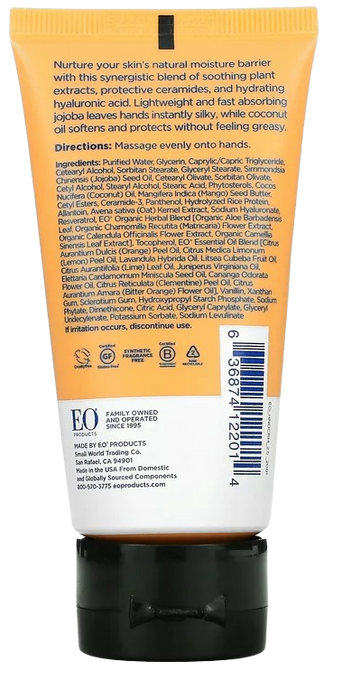 Nurture your skin's natural moisture barrier
with this synergistic blend of soothing plant
extracts, protective ceramides, and hydrating
hyaluronic acid. Lightweight and fast absorbing
jojoba leaves hands instantly silky, while coconut
oil softens and protects without feeling greasy.
Directions: Massage evenly onto hands.
Ingredients: Purified Water, Glycerin, Caprylic/Capric Triglyceride,
Cetearyl Alcohol, Sorbitan Stearate, Glyceryl Stearate, Simmondsia
Chinensis (Jojoba) Seed Oil, Cetearyl Olivate, Sorbitan Olivate,
Cetyl Alcohol, Stearyl Alcohol, Stearic Acid, Phytosterols, Cocos
Nucifera (Coconut) Oil, Mangifera Indica (Mango) Seed Butter,
Cetyl Esters, Ceramide-3, Panthenol, Hydrolyzed Rice Protein,
Allantoin, Avena sativa (Oat) Kernel Extract, Sodium Hyaluronate,
Resveratrol, EO® Organic Herbal Blend [Organic Aloe Barbadensis
Leaf, Organic Chamomilla Recutita (Matricaria) Flower Extract,
Organic Calendula Officinalis Flower Extract, Organic Camellia
Sinensis Leaf Extract], Tocopherol, EO® Essential Oil Blend [Citrus
Aurantium Dulcis (Orange) Peel Oil, Citrus Medica Limonum
(Lemon) Peel Oil, Lavandula Hybrida Oil, Litsea Cubeba Fruit Oil,
Citrus Aurantifolia (Lime) Leaf Oil, Juniperus Virginiana Oil,
Elettaria Cardamomum Miniscula Seed Oil, Cananga Odorata
Flower Oil, Citrus Reticulata (Clementine) Peel Oil, Citrus
Aurantium Amara (Bitter Orange) Flower Oil], Vanillin, Xanthan
Gum, Sclerotium Gum, Hydroxypropyl Starch Phosphate, Sodium
Phytate, Dimethicone, Citric Acid, Glyceryl Caprylate, Glyceryl
Undecylenate, Potassium Sorbate, Sodium Levulinate
If irritation occurs, discontinue use.
Certified
GF
SYNTHETIC
FRAGRANCE
FREE
Certified
B
EO®
PRODUCTS
FAMILY OWNED
AND OPERATED
SINCE 1995
MADE BY EO® PRODUCTS
Small World Trading Co.
San Rafael, CA 94901
Made in the USA From Domestic
and Globally Sourced Components
800-570-3775 eoproducts.com
6 36874 12201 4